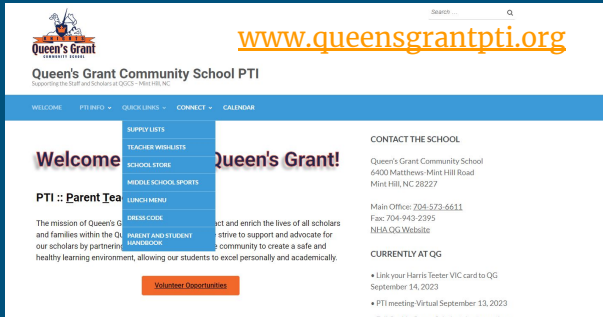 Search …
www.queensgrantpti.org
KNIGHTS
Queen's Grant
COMMUNITY SCHOOL
Queen's Grant Community School PTI
Supporting the Staff and Scholars at QGCS – Mint Hill, NC
WELCOME PTI INFO QUICK LINKS CONNECT CALENDAR
SUPPLY LISTS
TEACHER WISHLISTS
SCHOOL STORE
MIDDLE SCHOOL SPORTS
LUNCH MENU
DRESS CODE
PARENT AND STUDENT
HANDBOOK
Welcome Queen's Grant!
PTI :: Parent Tea
The mission of Queen's G act and enrich the lives of all scholars
and families within the Qu strive to support and advocate for
our scholars by partnering community to create a safe and
healthy learning environment, allowing our students to excel personally and academically.
Volunteer Opportunities
CONTACT THE SCHOOL
Queen's Grant Community School
6400 Matthews-Mint Hill Road
Mint Hill, NC 28227
Main Office: 704-573-6611
Fax: 704-943-2395
NHA QG Website
CURRENTLY AT QG
• Link your Harris Teeter VIC card to QG
September 14, 2023
• PTI meeting-Virtual September 13, 2023